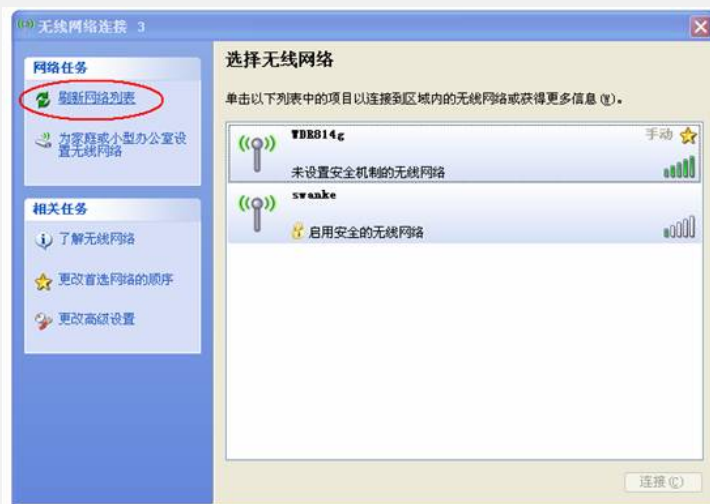 无线网络连接 3
网络任务
刷新网络列表
为家庭或小型办公室设
置无线网络
相关任务
了解无线网络
更改首选网络的顺序
更改高级设置
选择无线网络
单击以下列表中的项目以连接到区域内的无线网络或获得更多信息(W)。
WDR814g
手动
未设置安全机制的无线网络
swanke
启用安全的无线网络
连接(C)